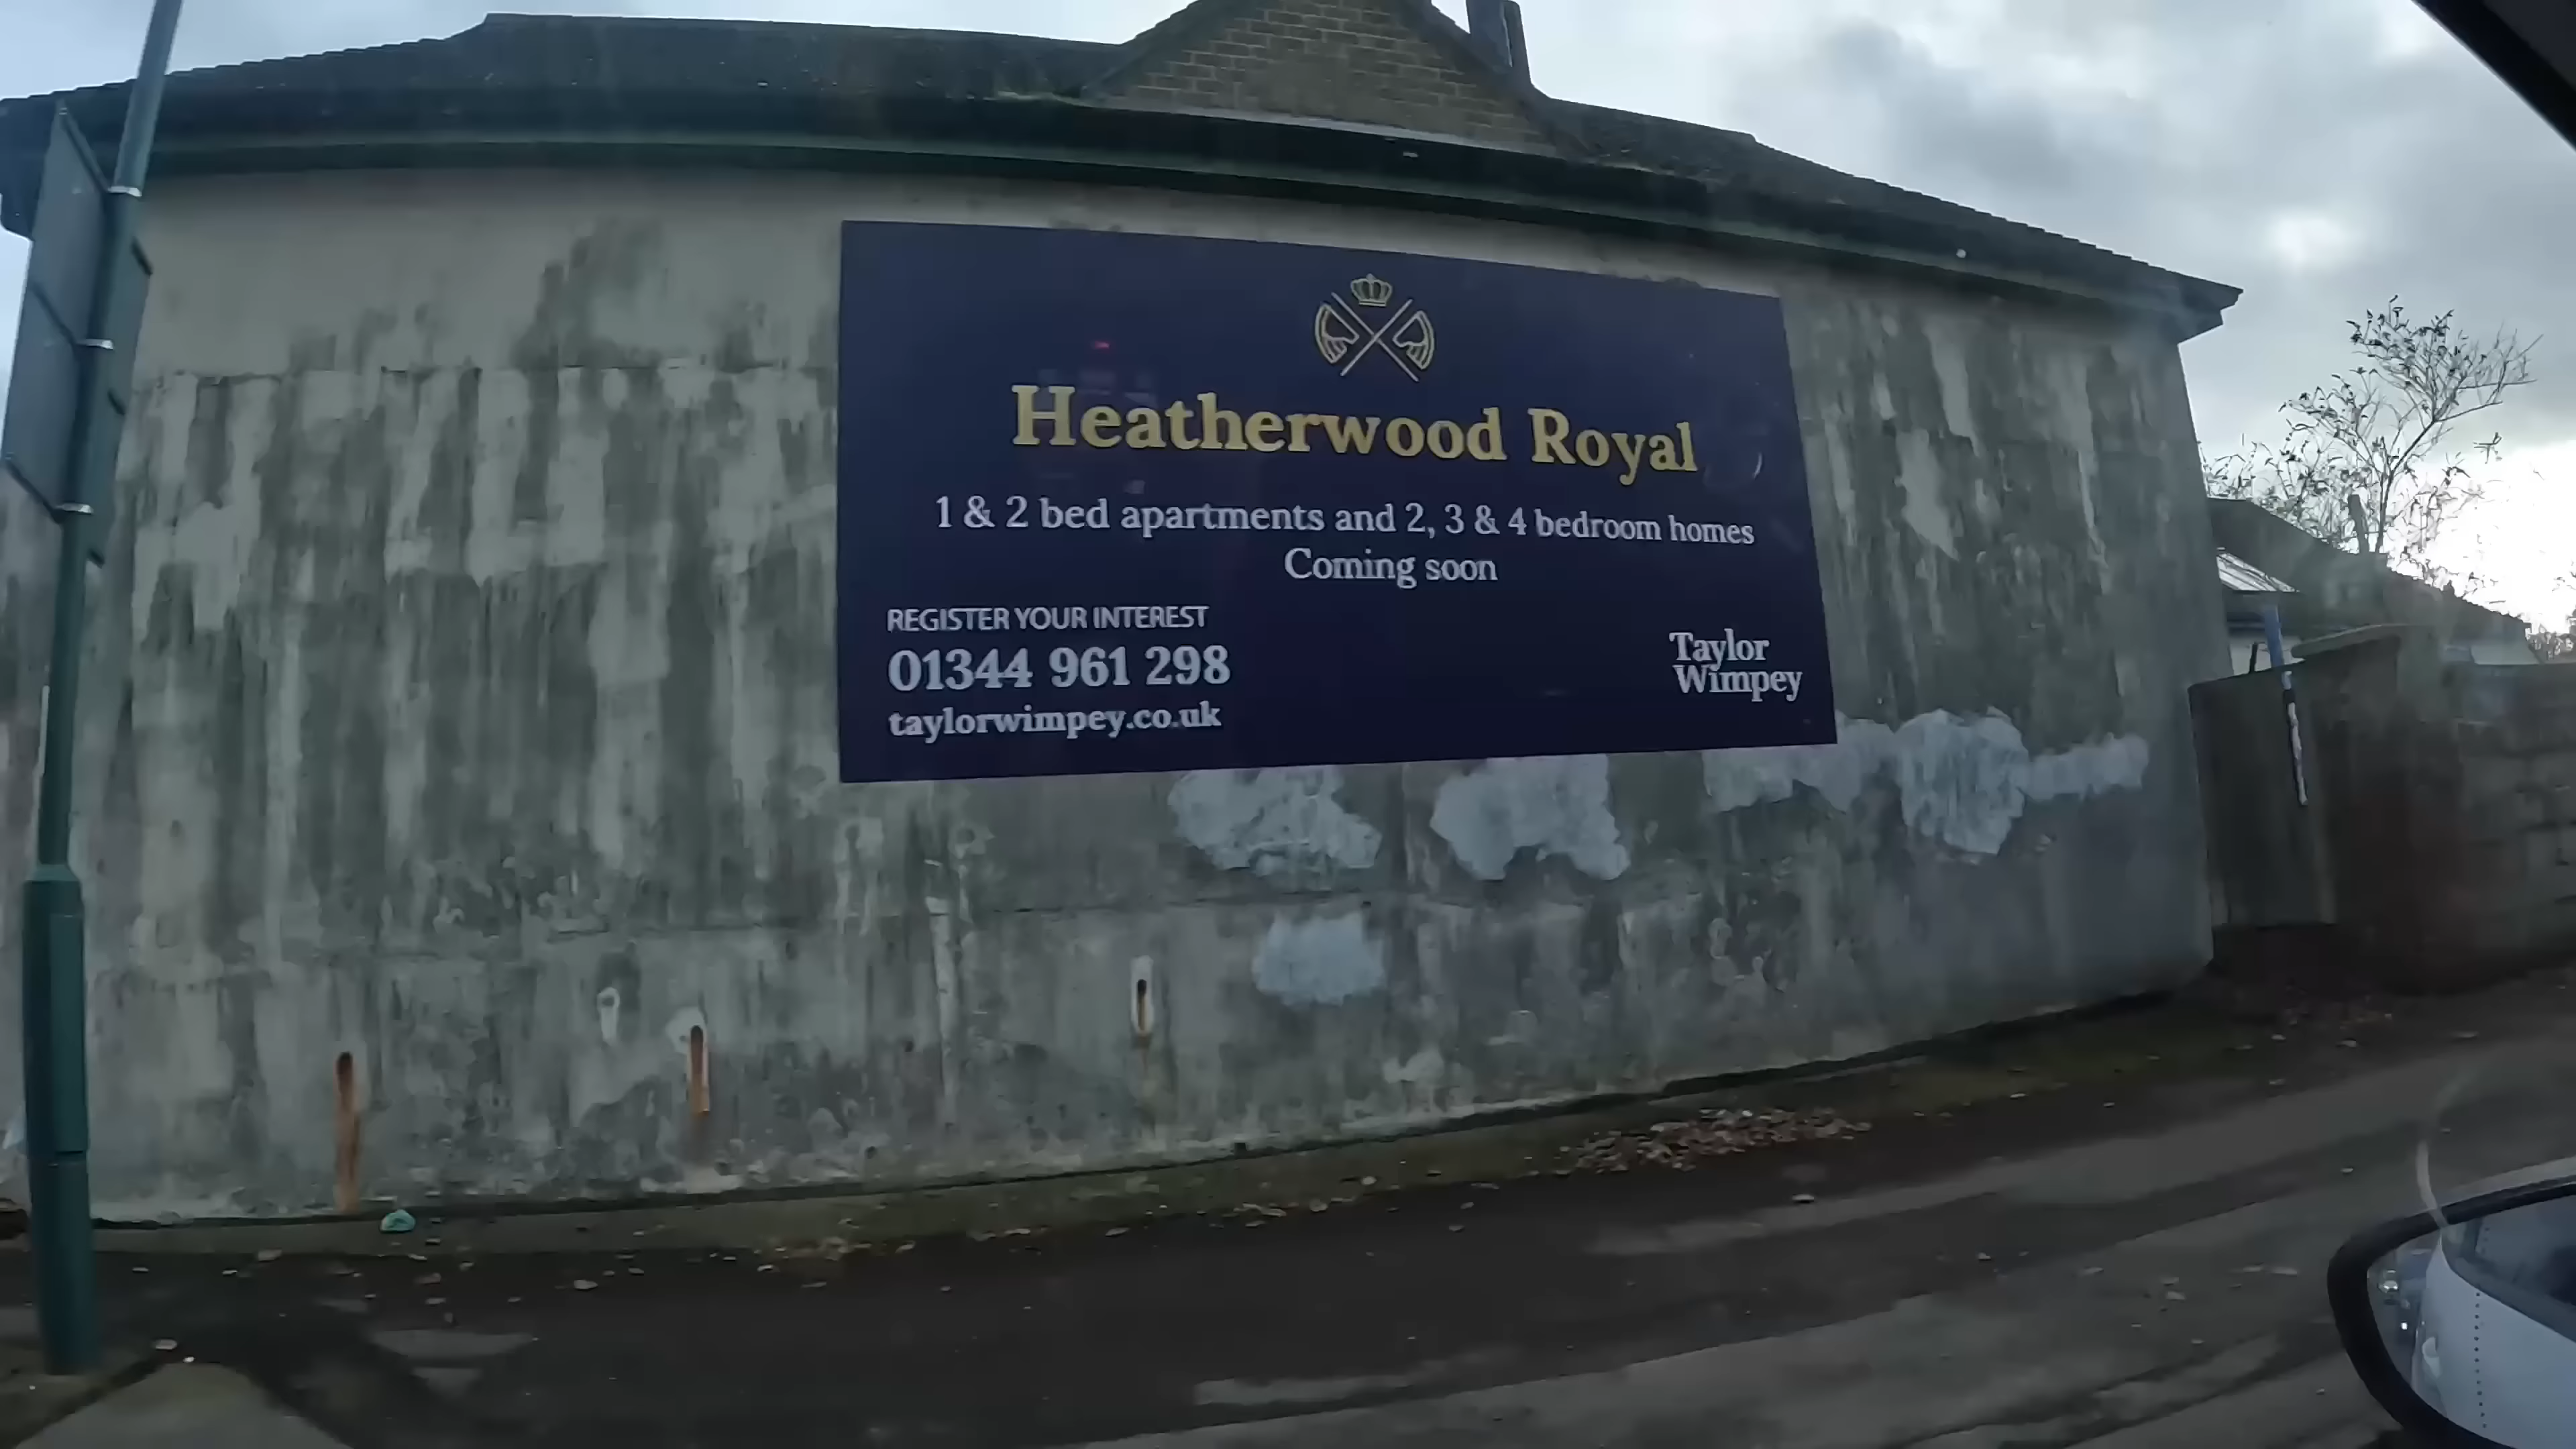 Heatherwood Royal
1 & 2 bed apartments and 2, 3 & 4 bedroom homes
Coming soon
REGISTER YOUR INTEREST
01344 961 298
taylorwimpey.co.uk
Taylor
Wimpey